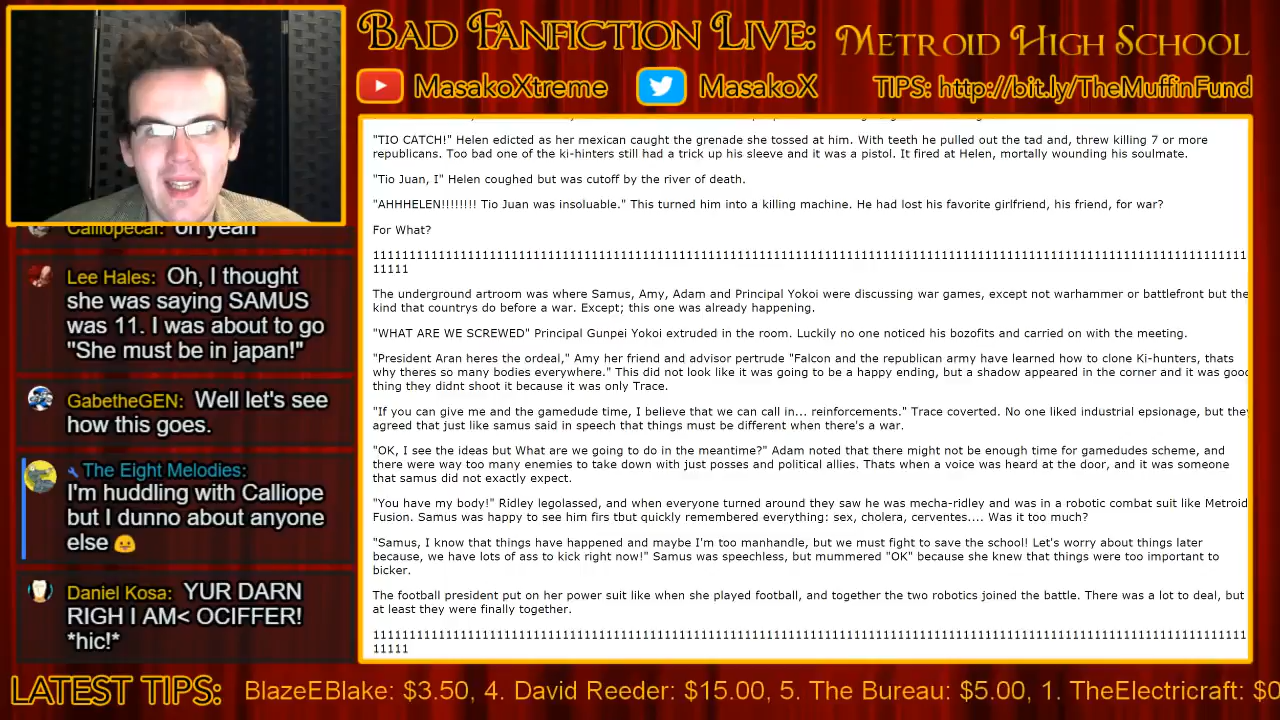 BAD FANFICTION LIVE: METROID HIGH SCHOOL
MasakoXtreme MasakoX TIPS: http://bit.ly/TheMuffinFund
Calliopecat: oh yeah
Lee Hales: Oh, I thought
she was saying SAMUS
was 11. I was about to go
"She must be in japan!"
GabetheGEN: Well let's see
how this goes.
The Eight Melodies:
I'm huddling with Calliope
but I dunno about anyone
else
Daniel Kosa: YUR DARN
RIGH I AM< OCIFFER!
*hic!*
"TIO CATCH!" Helen edicted as her mexican caught the grenade she tossed at him. With teeth he pulled out the tad and, threw killing 7 or more
republicans. Too bad one of the ki-hinters still had a trick up his sleeve and it was a pistol. It fired at Helen, mortally wounding his soulmate.
"Tio Juan, I" Helen coughed but was cutoff by the river of death.
"AHHHELEN!!!!!!!! Tio Juan was insoluable." This turned him into a killing machine. He had lost his favorite girlfriend, his friend, for war?
For What?
11111111111111111111111111111111111111111111111111111111111111111111111111111111111111111111111111111111111111111111111111
11111
The underground artroom was where Samus, Amy, Adam and Principal Yokoi were discussing war games, except not warhammer or battlefront but the
kind that countrys do before a war. Except; this one was already happening.
"WHAT ARE WE SCREWED" Principal Gunpei Yokoi extruded in the room. Luckily no one noticed his bozofits and carried on with the meeting.
"President Aran heres the ordeal," Amy her friend and advisor pertrude "Falcon and the republican army have learned how to clone Ki-hunters, thats
why theres so many bodies everywhere." This did not look like it was going to be a happy ending, but a shadow appeared in the corner and it was good
thing they didnt shoot it because it was only Trace.
"If you can give me and the gamedude time, I believe that we can call in... reinforcements." Trace coverted. No one liked industrial epsionage, but they
agreed that just like samus said in speech that things must be different when there's a war.
"OK, I see the ideas but What are we going to do in the meantime?" Adam noted that there might not be enough time for gamedudes scheme, and
there were way too many enemies to take down with just posses and political allies. Thats when a voice was heard at the door, and it was someone
that samus did not exactly expect.
"You have my body!" Ridley legolassed, and when everyone turned around they saw he was mecha-ridley and was in a robotic combat suit like Metroid
Fusion. Samus was happy to see him firs tbut quickly remembered everything: sex, cholera, cerventes.... Was it too much?
"Samus, I know that things have happened and maybe I'm too manhandle, but we must fight to save the school! Let's worry about things later
because, we have lots of ass to kick right now!" Samus was speechless, but mummered "OK" because she knew that things were too important to
bicker.
The football president put on her power suit like when she played football, and together the two robotics joined the battle. There was a lot to deal, but
at least they were finally together.
11111111111111111111111111111111111111111111111111111111111111111111111111111111111111111111111111111111111111111111111111
11111
LATEST TIPS: BlazeEBlake: $3.50, 4. David Reeder: $15.00, 5. The Bureau: $5.00, 1. TheElectricraft: $0